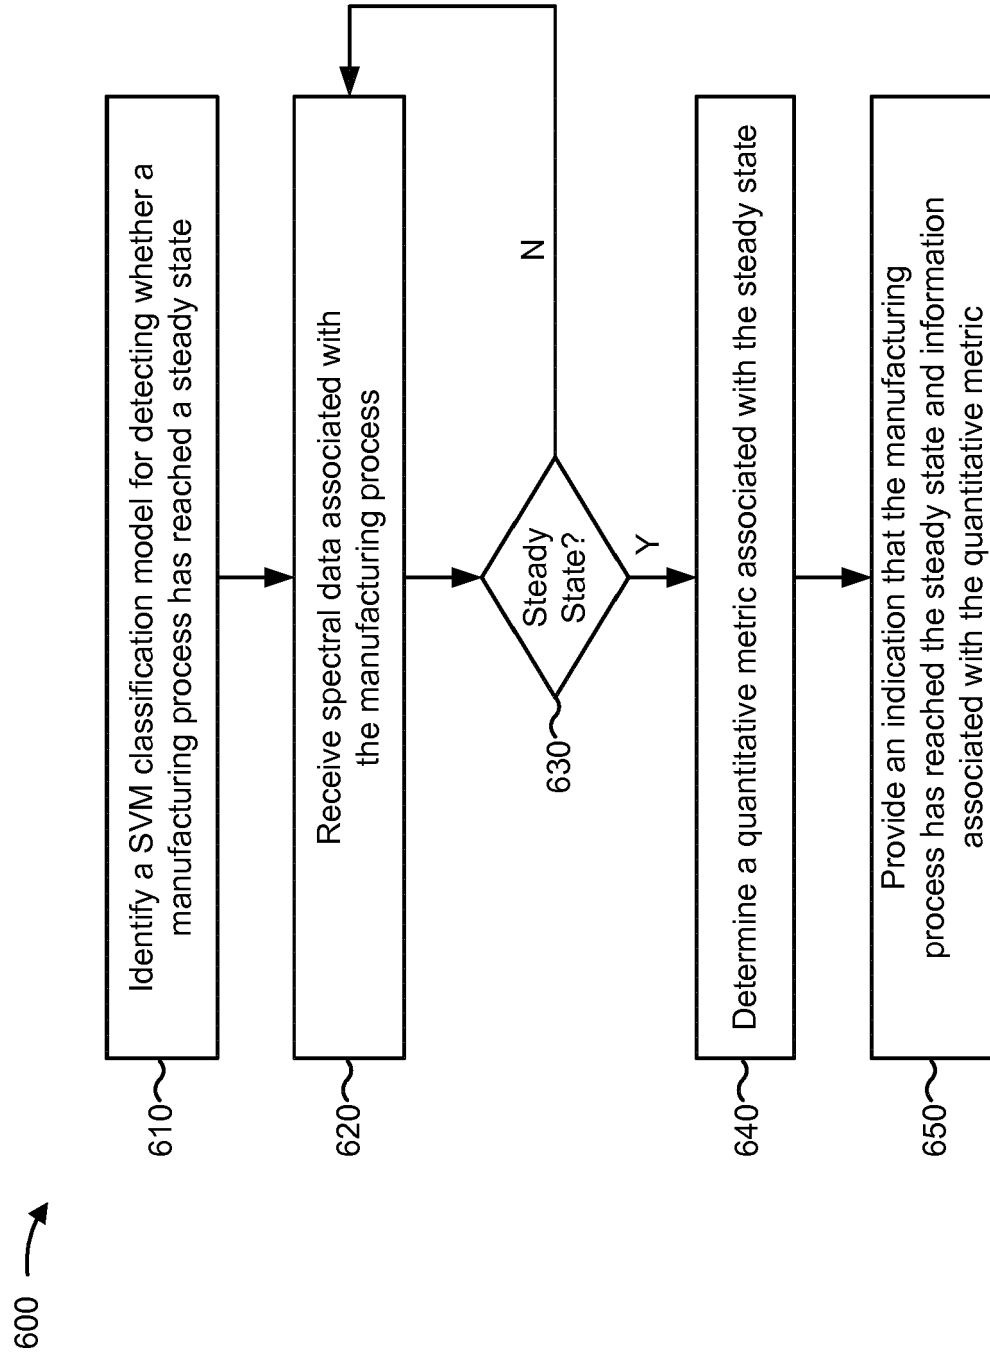 600
610
Identify a SVM classification model for detecting whether a
manufacturing process has reached a steady state
620
Receive spectral data associated with
the manufacturing process
630
Steady
State?
N
Y
640
Determine a quantitative metric associated with the steady state
650
Provide an indication that the manufacturing
process has reached the steady state and information
associated with the quantitative metric